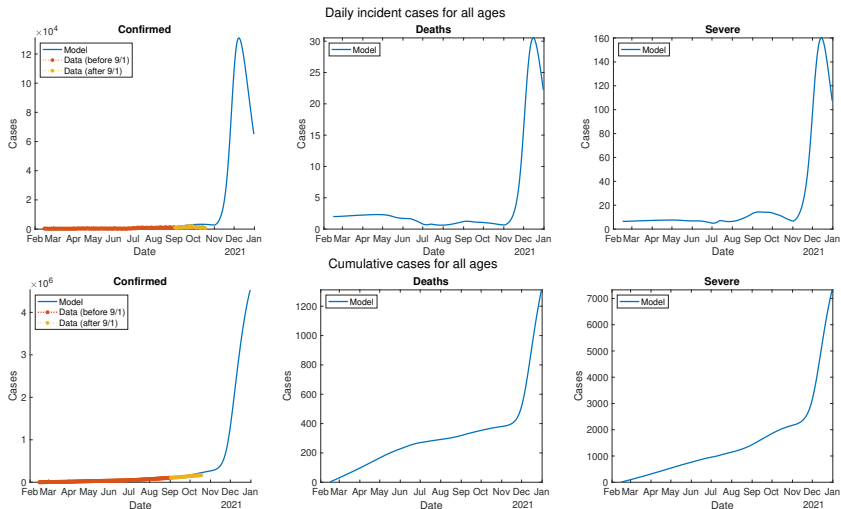 Daily incident cases for all ages
Confirmed
×10^4
Model
Data (before 9/1)
Data (after 9/1)
12
10
8
6
4
2
0
Cases
Feb Mar Apr May Jun Jul Aug Sep Oct Nov Dec Jan
Date
2021
Deaths
Model
30
25
20
15
10
5
0
Cases
Feb Mar Apr May Jun Jul Aug Sep Oct Nov Dec Jan
Date
2021
Severe
Model
160
140
120
100
80
60
40
20
0
Cases
Feb Mar Apr May Jun Jul Aug Sep Oct Nov Dec Jan
Date
2021
Cumulative cases for all ages
Confirmed
×10^6
Model
Data (before 9/1)
Data (after 9/1)
4
3
2
1
0
Cases
Feb Mar Apr May Jun Jul Aug Sep Oct Nov Dec Jan
Date
2021
Deaths
Model
1200
1000
800
600
400
200
0
Cases
Feb Mar Apr May Jun Jul Aug Sep Oct Nov Dec Jan
Date
2021
Severe
Model
7000
6000
5000
4000
3000
2000
1000
0
Cases
Feb Mar Apr May Jun Jul Aug Sep Oct Nov Dec Jan
Date
2021